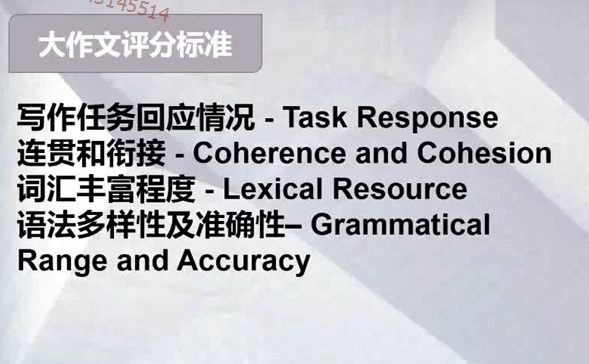 大作文评分标准
写作任务回应情况 - Task Response
连贯和衔接 - Coherence and Cohesion
词汇丰富程度 - Lexical Resource
语法多样性及准确性– Grammatical
Range and Accuracy